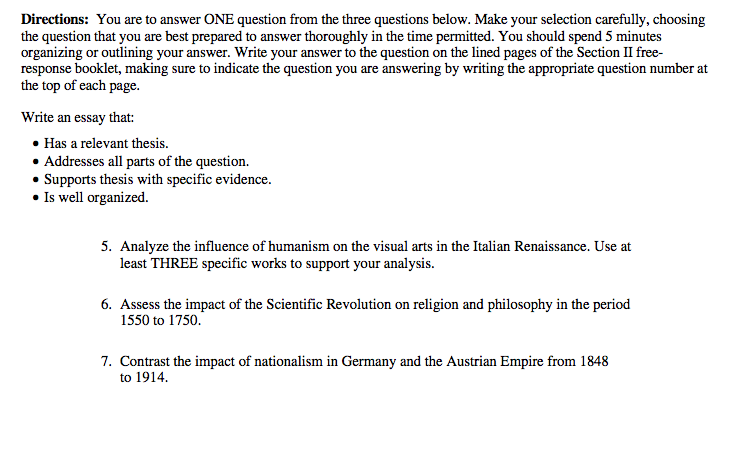 Directions: You are to answer ONE question from the three questions below. Make your selection carefully, choosing
the question that you are best prepared to answer thoroughly in the time permitted. You should spend 5 minutes
organizing or outlining your answer. Write your answer to the question on the lined pages of the Section II free-
response booklet, making sure to indicate the question you are answering by writing the appropriate question number at
the top of each page.
Write an essay that:
• Has a relevant thesis.
• Addresses all parts of the question.
• Supports thesis with specific evidence.
• Is well organized.
5. Analyze the influence of humanism on the visual arts in the Italian Renaissance. Use at
least THREE specific works to support your analysis.
6. Assess the impact of the Scientific Revolution on religion and philosophy in the period
1550 to 1750.
7. Contrast the impact of nationalism in Germany and the Austrian Empire from 1848
to 1914.